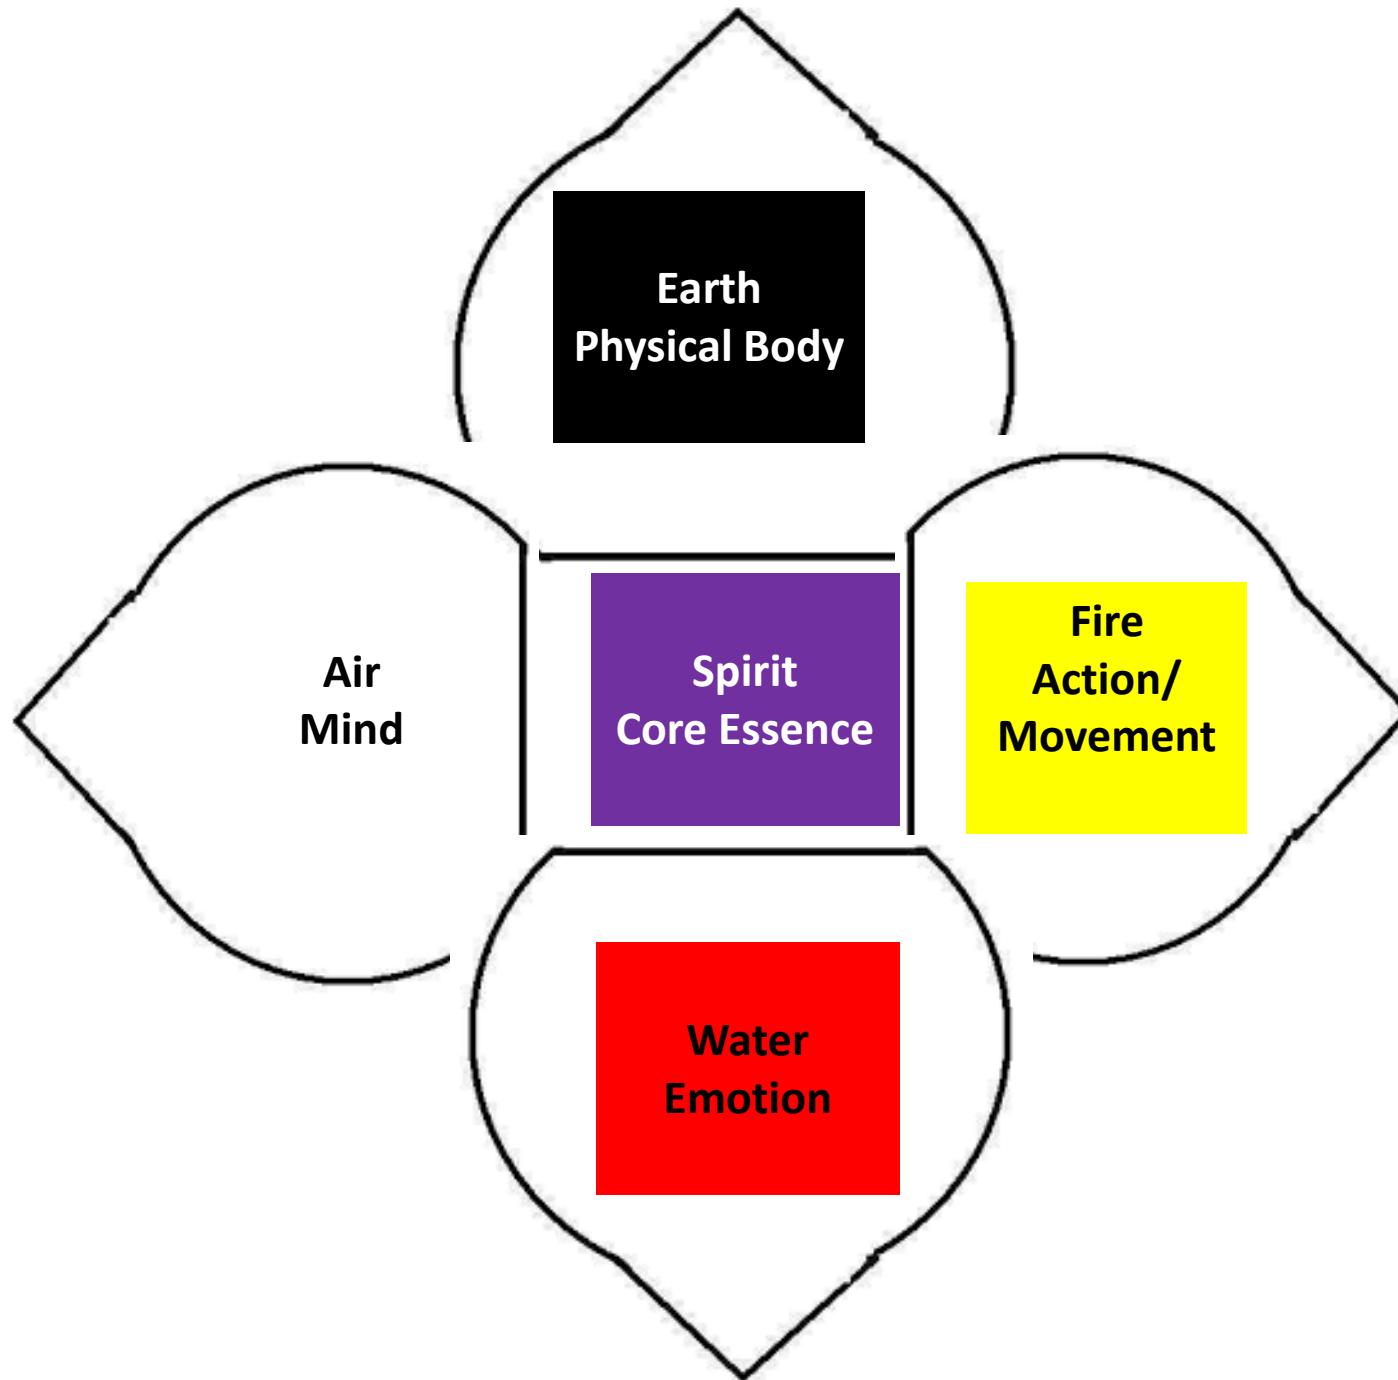 Earth
Physical Body
Air
Mind
Spirit
Core Essence
Fire
Action/
Movement
Water
Emotion